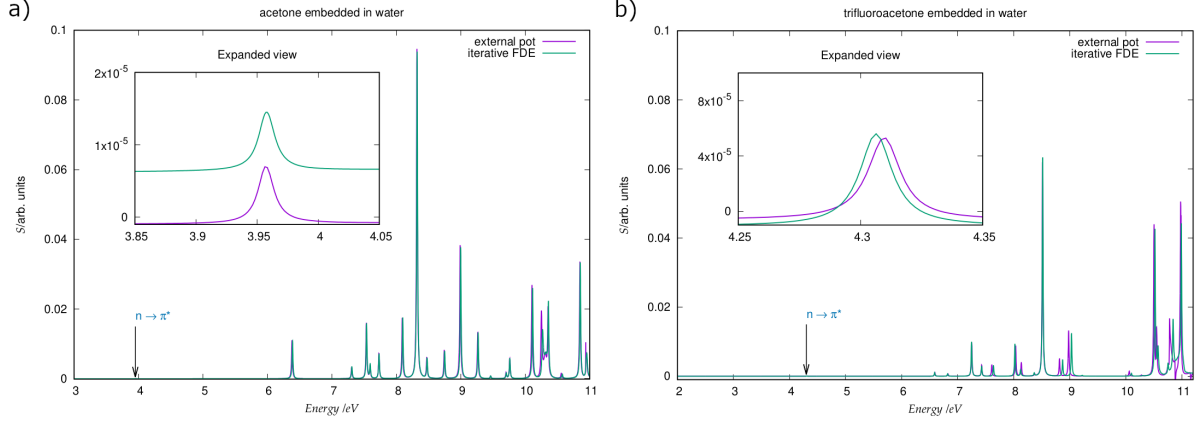 a)
acetone embedded in water
0.1
0.08
0.06
0.04
0.02
0
S/arb. units
external pot
iterative FDE
Expanded view
2x10-5
1x10-5
0
3.85 3.9 3.95 4 4.05
n → π*
3 4 5 6 7 8 9 10 11
Energy /eV
b)
trifluoroacetone embedded in water
0.1
0.08
0.06
0.04
0.02
0
S/arb. units
external pot
iterative FDE
Expanded view
8x10-5
4x10-5
0
4.25 4.3 4.35
n → π*
2 3 4 5 6 7 8 9 10 11
Energy /eV